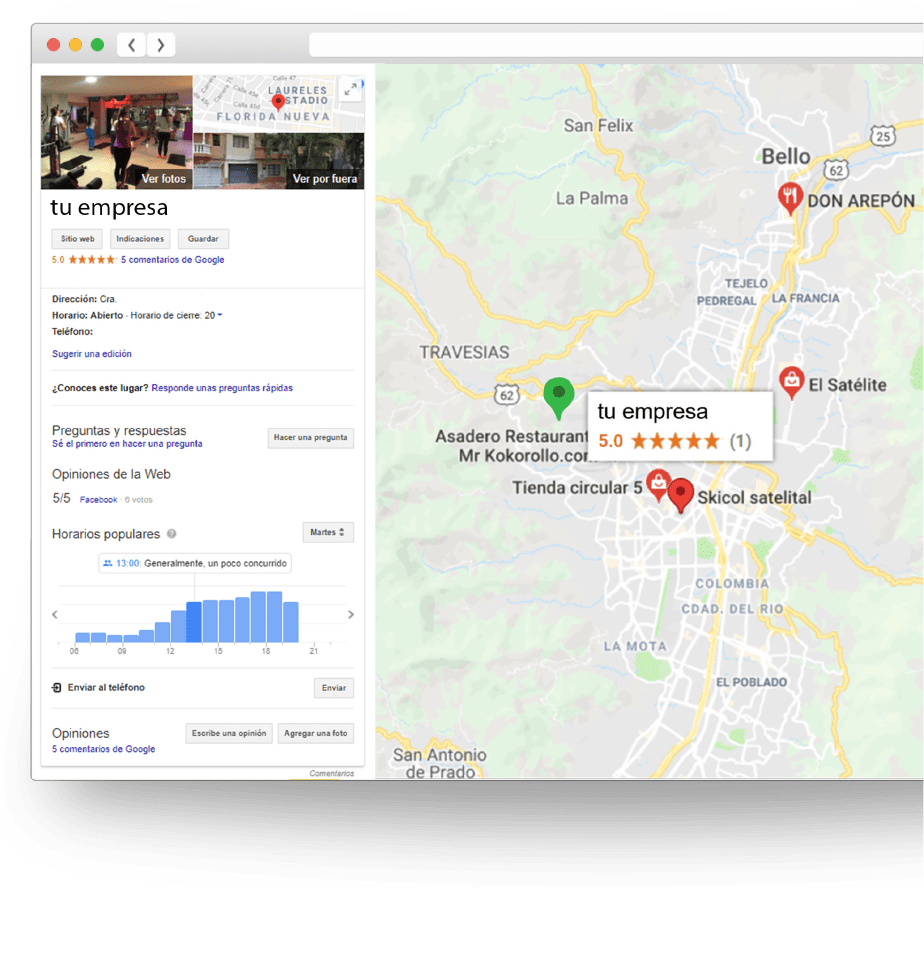 Calle 47
Calle 45e
LAURELES
ESTADIO
Calle 45d
FLORIDA NUEVA
Ver fotos
Ver por fuera
tu empresa
Sitio web
Indicaciones
Guardar
5.0 ★★★★★ 5 comentarios de Google
Dirección: Cra.
Horario: Abierto · Horario de cierre: 20
Teléfono:
Sugerir una edición
¿Conoces este lugar? Responde unas preguntas rápidas
Preguntas y respuestas
Sé el primero en hacer una pregunta
Hacer una pregunta
Opiniones de la Web
5/5 Facebook · 6 votos
Horarios populares
Martes
13:00: Generalmente, un poco concurrido
06 09 12 15 18 21
Enviar al teléfono
Enviar
Opiniones
5 comentarios de Google
Escribe una opinión
Agregar una foto
Comentarios
San Felix
25
Bello
62
La Palma
DON AREPÓN
TEJELO
PEDREGAL
LA FRANCIA
TRAVESIAS
62
El Satélite
tu empresa
5.0 ★★★★★ (1)
Asadero Restaurant
Mr Kokorollo.com
Tienda circular 5
Skicol satelital
COLOMBIA
CDAD. DEL RIO
LA MOTA
EL POBLADO
San Antonio
de Prado